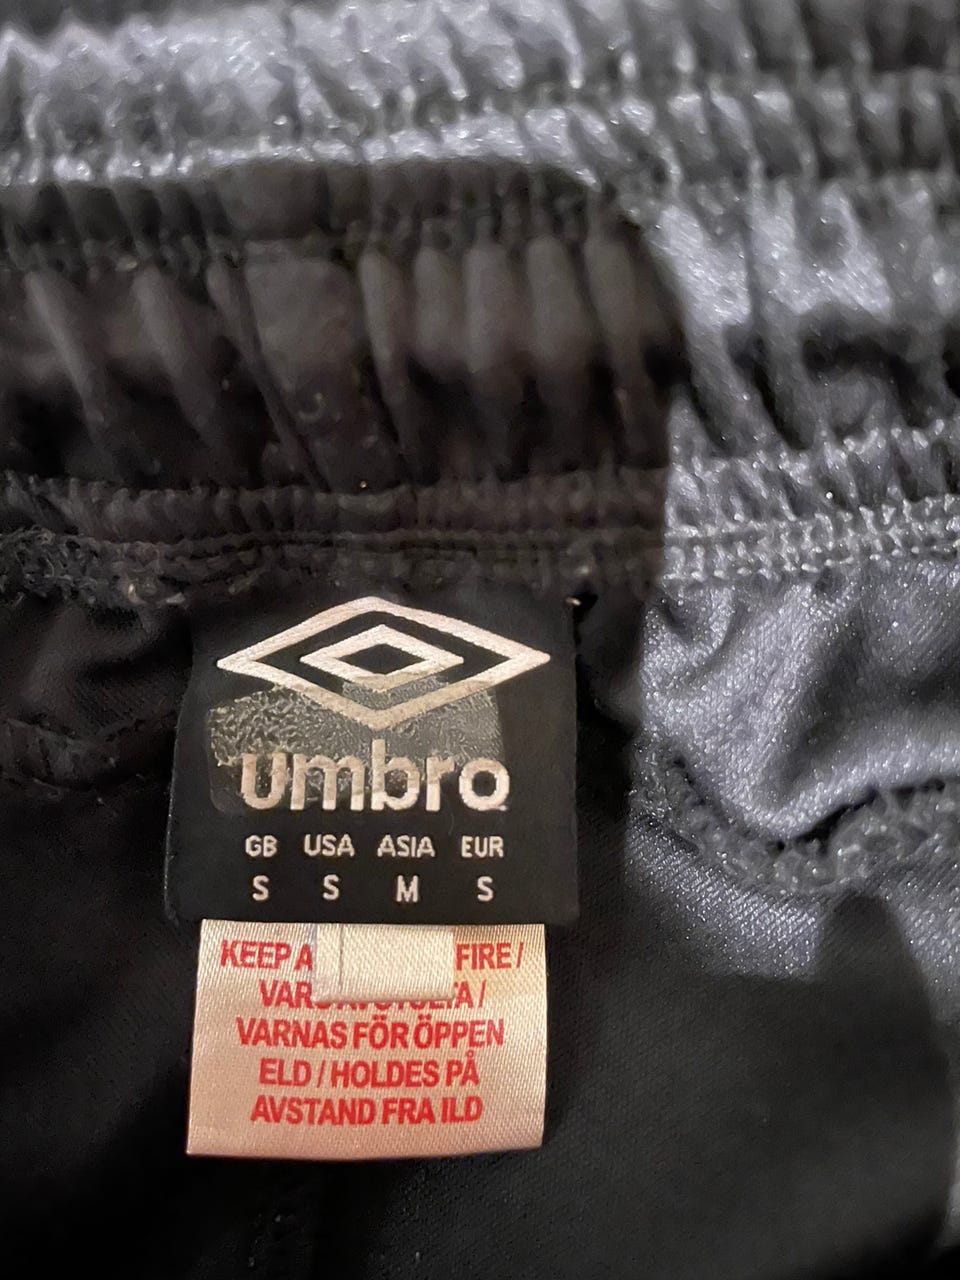 umbro
GB USA ASIA EUR
S S M S
KEEP A FIRE /
VARNAS FÖR ÖPPEN
ELD / HOLDES PÅ
AVSTAND FRA ILD